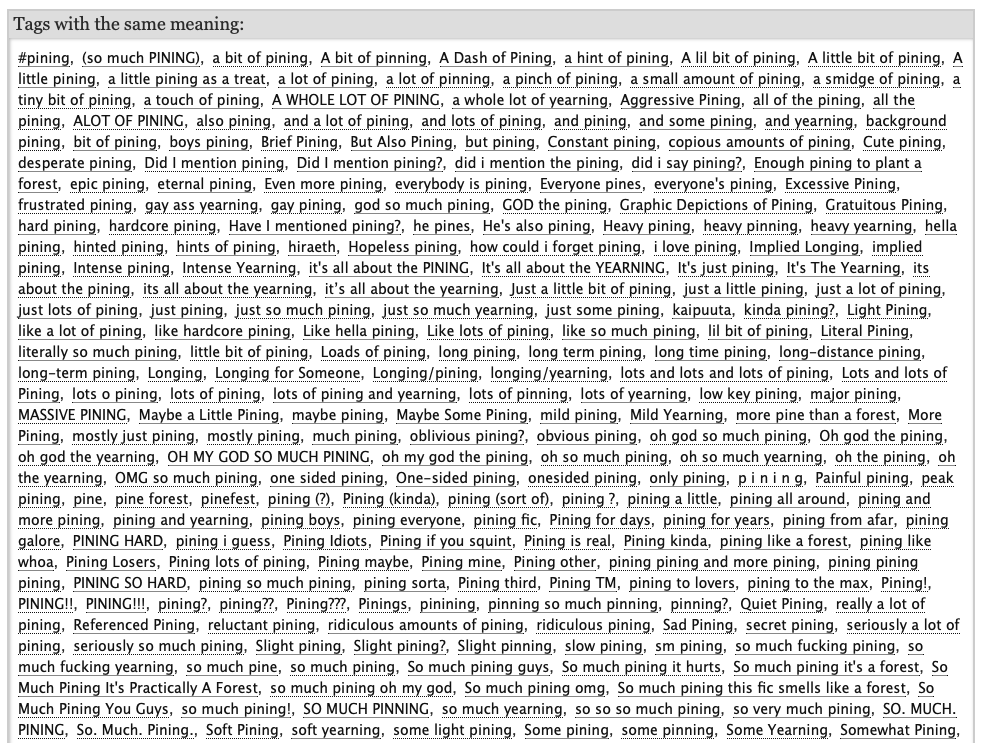 Tags with the same meaning:
#pining, (so much PINING), a bit of pining, A bit of pinning, A Dash of Pining, a hint of pining, A lil bit of pining, A little bit of pining, A
little pining, a little pining as a treat, a lot of pining, a lot of pinning, a pinch of pining, a small amount of pining, a smidge of pining, a
tiny bit of pining, a touch of pining, A WHOLE LOT OF PINING, a whole lot of yearning, Aggressive Pining, all of the pining, all the
pining, ALOT OF PINING, also pining, and a lot of pining, and lots of pining, and pining, and some pining, and yearning, background
pining, bit of pining, boys pining, Brief Pining, But Also Pining, but pining, Constant pining, copious amounts of pining, Cute pining,
desperate pining, Did I mention pining, Did I mention pining?, did i mention the pining, did i say pining?, Enough pining to plant a
forest, epic pining, eternal pining, Even more pining, everybody is pining, Everyone pines, everyone's pining, Excessive Pining,
frustrated pining, gay ass yearning, gay pining, god so much pining, GOD the pining, Graphic Depictions of Pining, Gratuitous Pining,
hard pining, hardcore pining, Have I mentioned pining?, he pines, He's also pining, Heavy pining, heavy pinning, heavy yearning, hella
pining, hinted pining, hints of pining, hiraeth, Hopeless pining, how could i forget pining, i love pining, Implied Longing, implied
pining, Intense pining, Intense Yearning, it's all about the PINING, It's all about the YEARNING, It's just pining, It's The Yearning, its
about the pining, its all about the yearning, it’s all about the yearning, Just a little bit of pining, just a little pining, just a lot of pining,
just lots of pining, just pining, just so much pining, just so much yearning, just some pining, kaipuuta, kinda pining?, Light Pining,
like a lot of pining, like hardcore pining, Like hella pining, Like lots of pining, like so much pining, lil bit of pining, Literal Pining,
literally so much pining, little bit of pining, Loads of pining, long pining, long term pining, long time pining, long-distance pining,
long-term pining, Longing, Longing for Someone, Longing/pining, longing/yearning, lots and lots and lots of pining, Lots and lots of
Pining, lots o pining, lots of pining, lots of pining and yearning, lots of pinning, lots of yearning, low key pining, major pining,
MASSIVE PINING, Maybe a Little Pining, maybe pining, Maybe Some Pining, mild pining, Mild Yearning, more pine than a forest, More
Pining, mostly just pining, mostly pining, much pining, oblivious pining?, obvious pining, oh god so much pining, Oh god the pining,
oh god the yearning, OH MY GOD SO MUCH PINING, oh my god the pining, oh so much pining, oh so much yearning, oh the pining, oh
the yearning, OMG so much pining, one sided pining, One-sided pining, onesided pining, only pining, p i n i n g, Painful pining, peak
pining, pine, pine forest, pinefest, pining (?), Pining (kinda), pining (sort of), pining ?, pining a little, pining all around, pining and
more pining, pining and yearning, pining boys, pining everyone, pining fic, Pining for days, pining for years, pining from afar, pining
galore, PINING HARD, pining i guess, Pining Idiots, Pining if you squint, Pining is real, Pining kinda, pining like a forest, pining like
whoa, Pining Losers, Pining lots of pining, Pining maybe, Pining mine, Pining other, pining pining and more pining, pining pining
pining, PINING SO HARD, pining so much pining, pining sorta, Pining third, Pining TM, pining to lovers, pining to the max, Pining!,
PINING!!, PINING!!!, pining?, pining??, Pining???, Pinings, pinining, pinning so much pinning, pinning?, Quiet Pining, really a lot of
pining, Referenced Pining, reluctant pining, ridiculous amounts of pining, ridiculous pining, Sad Pining, secret pining, seriously a lot of
pining, seriously so much pining, Slight pining, Slight pining?, Slight pinning, slow pining, sm pining, so much fucking pining, so
much fucking yearning, so much pine, so much pining, So much pining guys, So much pining it hurts, So much pining it's a forest, So
Much Pining It's Practically A Forest, so much pining oh my god, So much pining omg, So much pining this fic smells like a forest, So
Much Pining You Guys, so much pining!, SO MUCH PINNING, so much yearning, so so so much pining, so very much pining, SO. MUCH.
PINING, So. Much. Pining., Soft Pining, soft yearning, some light pining, Some pining, some pinning, Some Yearning, Somewhat Pining,